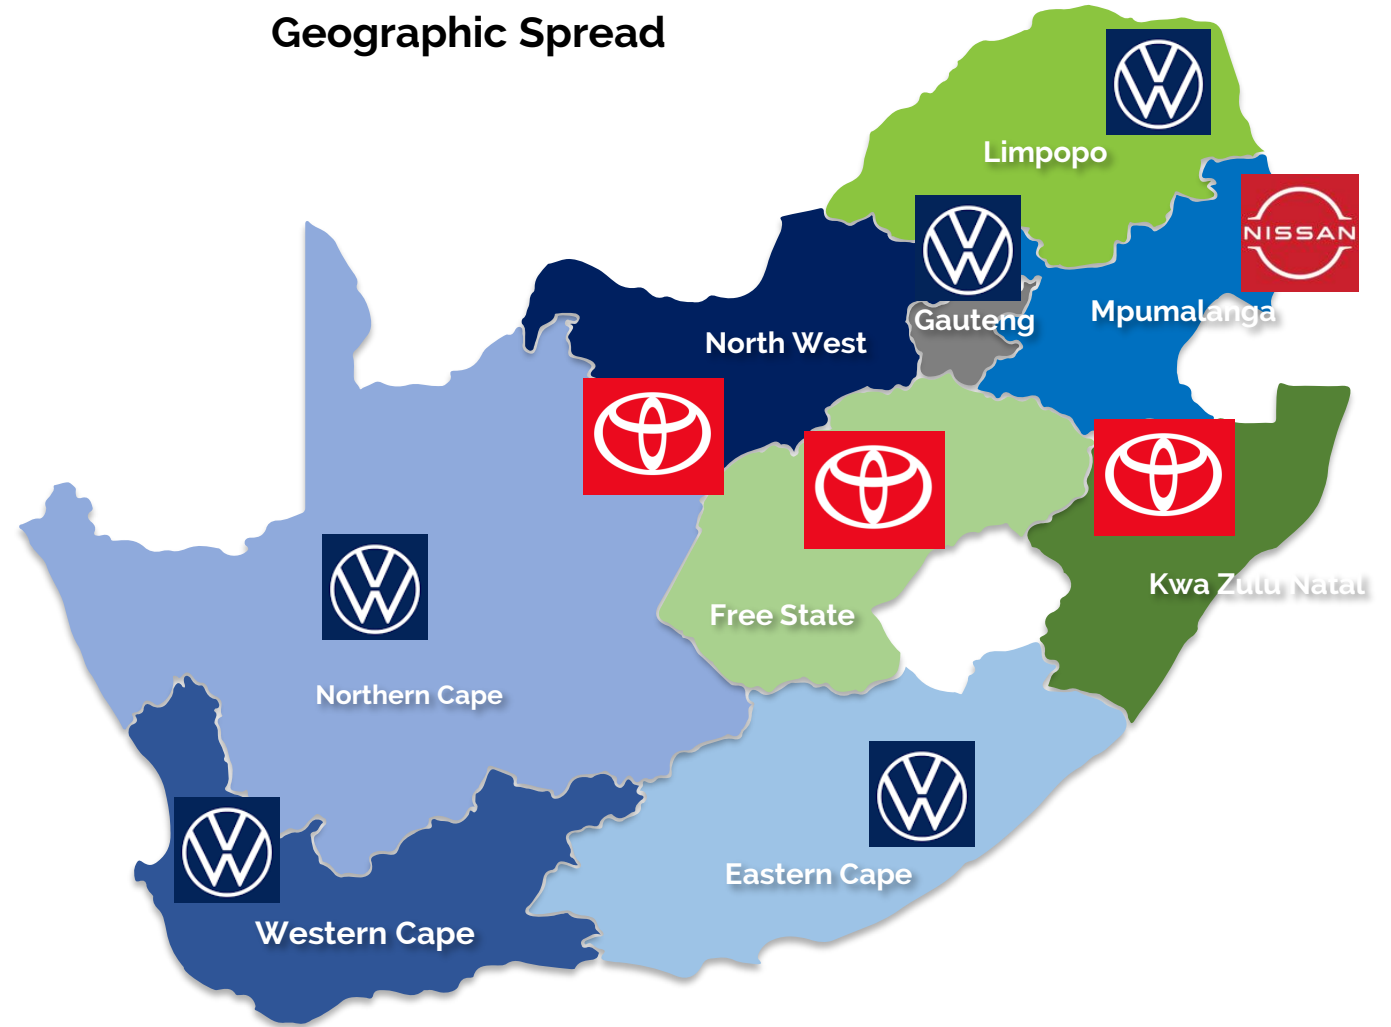 Geographic Spread
Limpopo
NISSAN
Mpumalanga
Gauteng
North West
Kwa Zulu Natal
Free State
Northern Cape
Eastern Cape
Western Cape